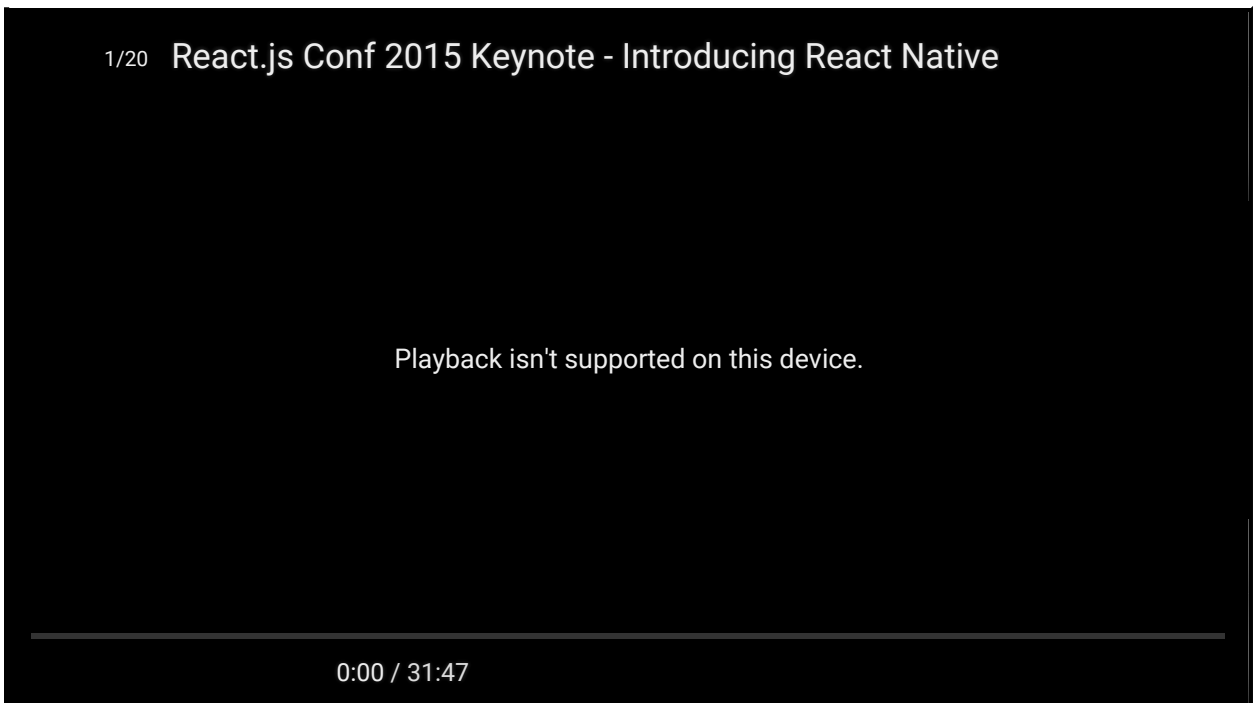 1/20 React.js Conf 2015 Keynote - Introducing React Native
Playback isn't supported on this device.
0:00 / 31:47